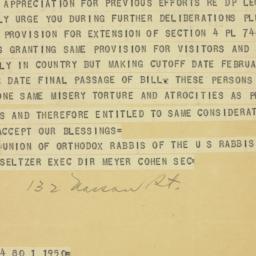 APPRECIATION FOR PREVIOUS EFFORTS RE DP LE
LY URGE YOU DURING FURTHER DELIBERATIONS PL
PROVISION FOR EXTENSION OF SECTION 4 PL 74
S GRANTING SAME PROVISION FOR VISITORS AND
LY IN COUNTRY BUT MAKING CUTOFF DATE FEBRUA
DATE FINAL PASSAGE OF BILL. THESE PERSONS
ONE SAME MISERY TORTURE AND ATROCITIES AS P
S AND THEREFORE ENTITLED TO SAME CONSIDERAT
ACCEPT OUR BLESSINGS=
UNION OF ORTHODOX RABBIS OF THE U S RABBIS
SELTZER EXEC DIR MEYER COHEN SEC
132 Nassau St.
4 80 1 1950=